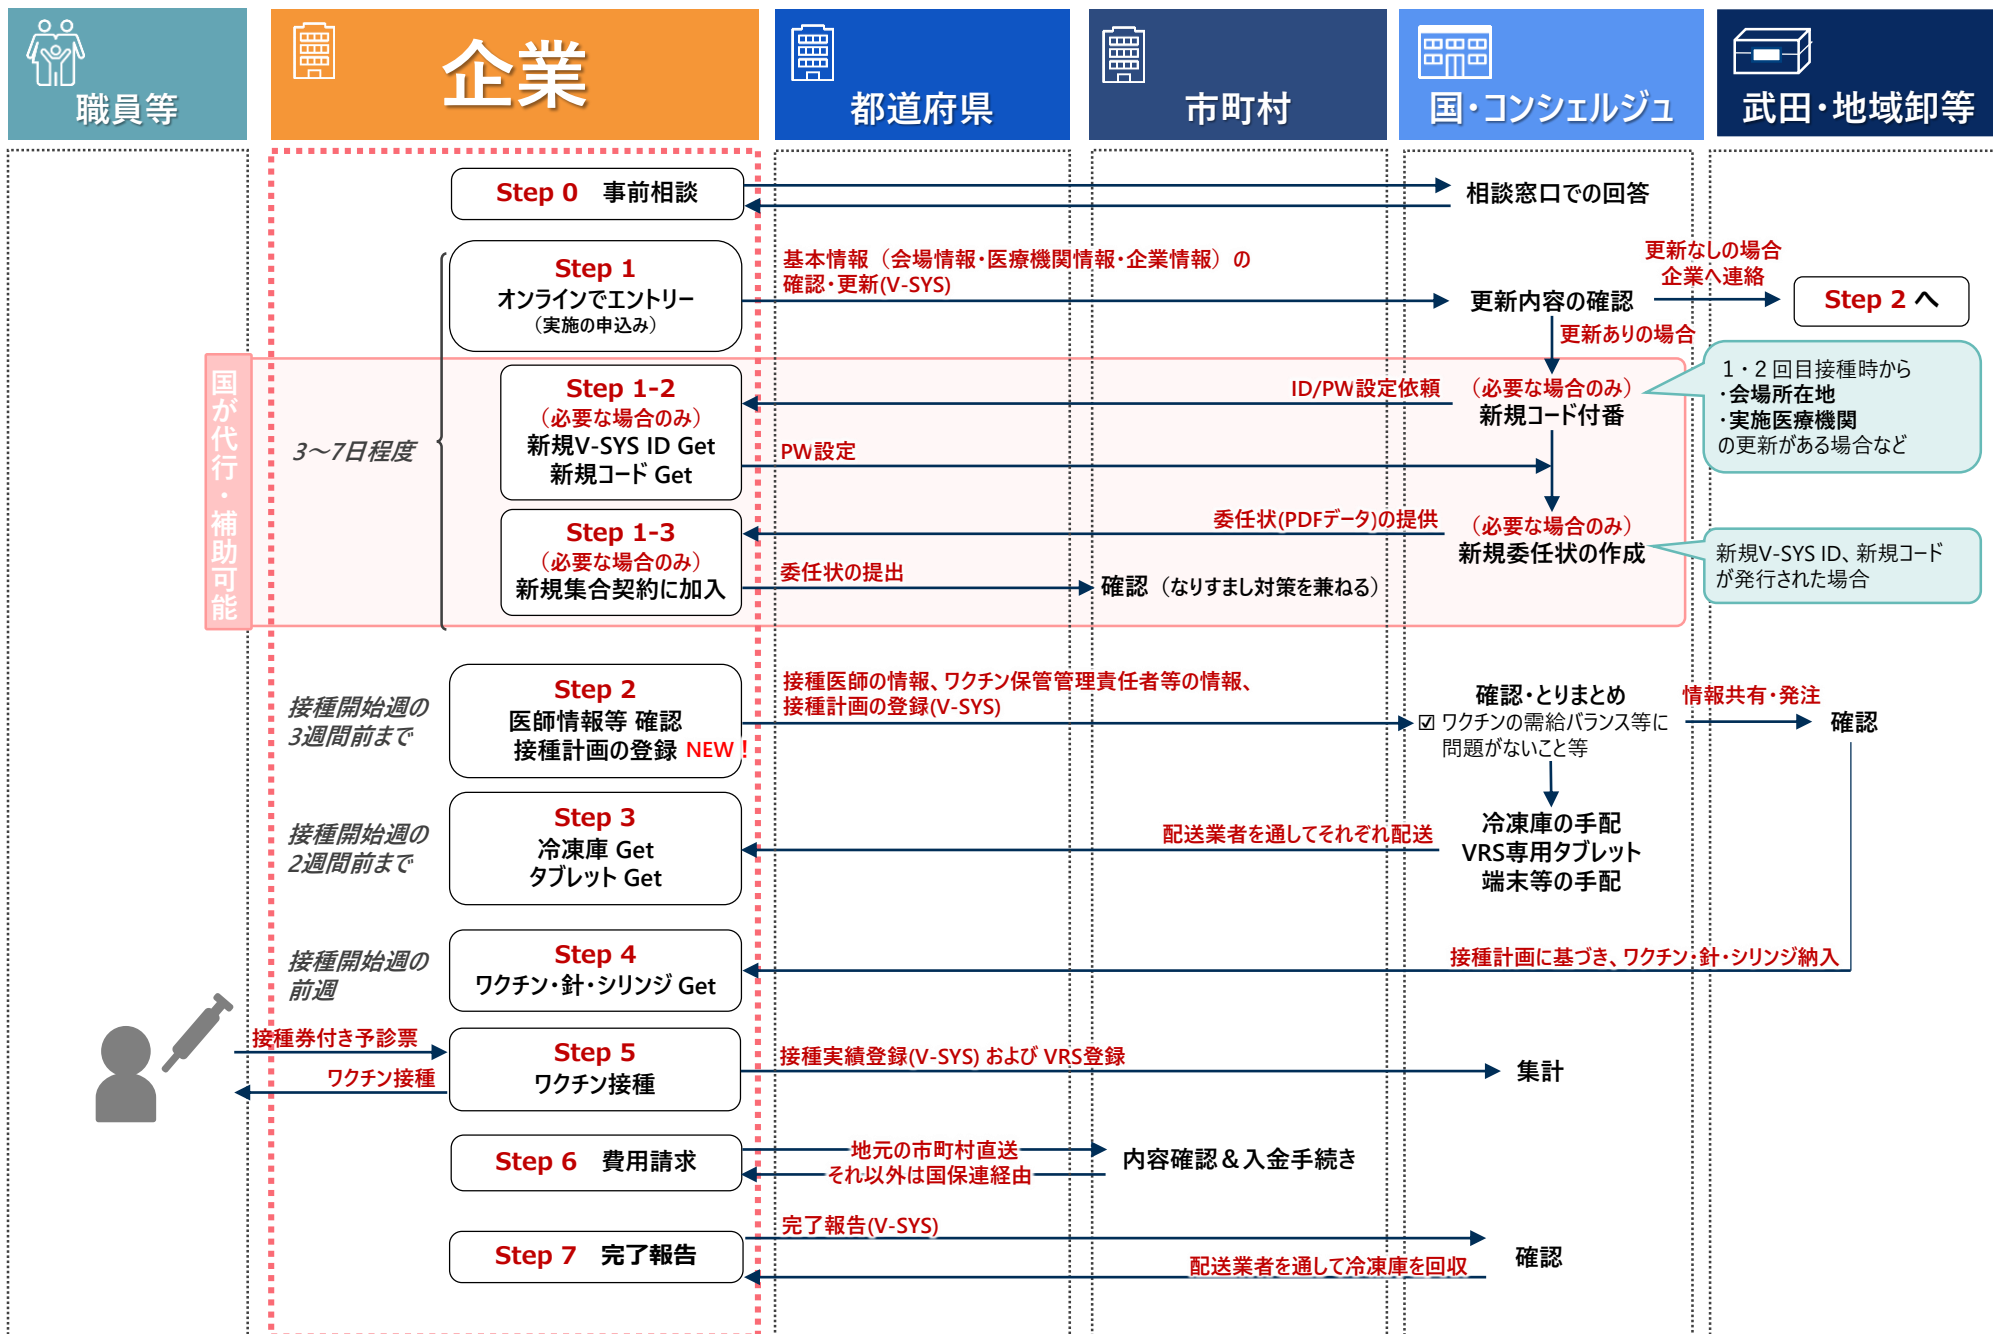 職員等
企業
都道府県
市町村
国・コンシェルジュ
武田・地域卸等
Step 0 事前相談
相談窓口での回答
Step 1
オンラインでエントリー
（実施の申込み）
基本情報（会場情報・医療機関情報・企業情報）の
確認・更新(V-SYS)
更新内容の確認
更新なしの場合
企業へ連絡
Step 2 へ
更新ありの場合
国が代行・補助可能
3～7日程度
Step 1-2
（必要な場合のみ）
新規V-SYS ID Get
新規コード Get
ID/PW設定依頼
（必要な場合のみ）
新規コード付番
1・2回目接種時から
・会場所在地
・実施医療機関
の更新がある場合など
PW設定
Step 1-3
（必要な場合のみ）
新規集合契約に加入
委任状(PDFデータ)の提供
（必要な場合のみ）
新規委任状の作成
新規V-SYS ID、新規コード
が発行された場合
委任状の提出
確認（なりすまし対策を兼ねる）
接種開始週の
3週間前まで
Step 2
医師情報等 確認
接種計画の登録 NEW！
接種医師の情報、ワクチン保管管理責任者等の情報、
接種計画の登録(V-SYS)
確認・とりまとめ
☑ ワクチンの需給バランス等に
問題がないこと等
情報共有・発注
確認
接種開始週の
2週間前まで
Step 3
冷凍庫 Get
タブレット Get
配送業者を通してそれぞれ配送
冷凍庫の手配
VRS専用タブレット
端末等の手配
接種開始週の
前週
Step 4
ワクチン・針・シリンジ Get
接種計画に基づき、ワクチン・針・シリンジ納入
接種券付き予診票
ワクチン接種
Step 5
ワクチン接種
接種実績登録(V-SYS) および VRS登録
集計
Step 6 費用請求
地元の市町村直送
それ以外は国保連経由
内容確認＆入金手続き
Step 7 完了報告
完了報告(V-SYS)
配送業者を通して冷凍庫を回収
確認